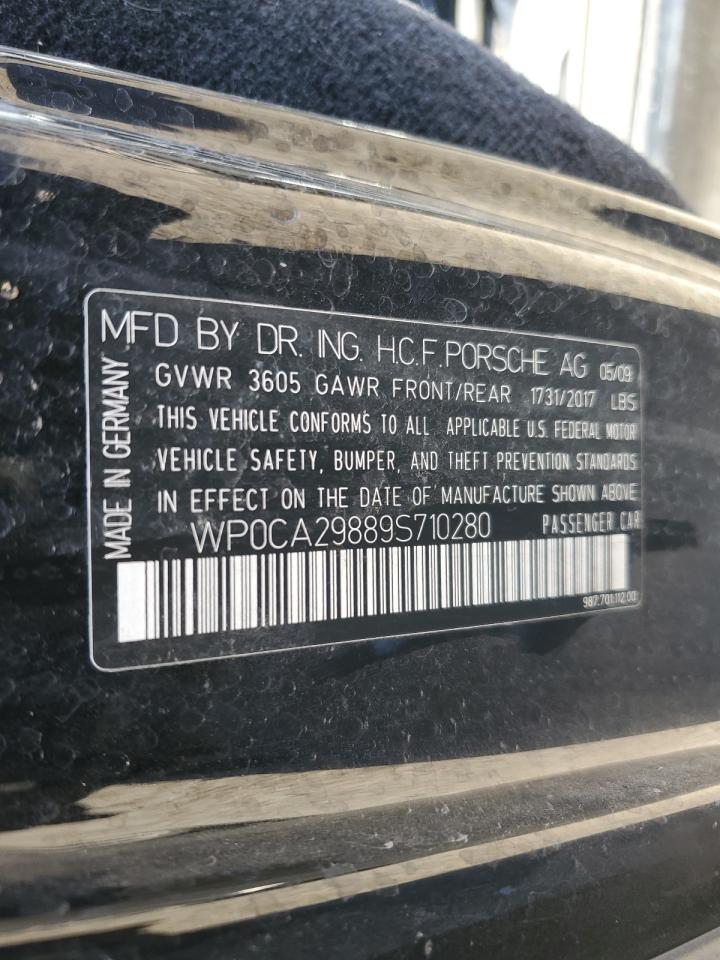 MFD BY DR. ING. H.C.F. PORSCHE AG 05/09
GVWR 3605 GAWR FRONT/REAR 1731/2017 LBS
THIS VEHICLE CONFORMS TO ALL APPLICABLE U.S. FEDERAL MOTOR
VEHICLE SAFETY, BUMPER, AND THEFT PREVENTION STANDARDS
IN EFFECT ON THE DATE OF MANUFACTURE SHOWN ABOVE
WP0CA29889S710280 PASSENGER CAR
987.701.112.00
MADE IN GERMANY